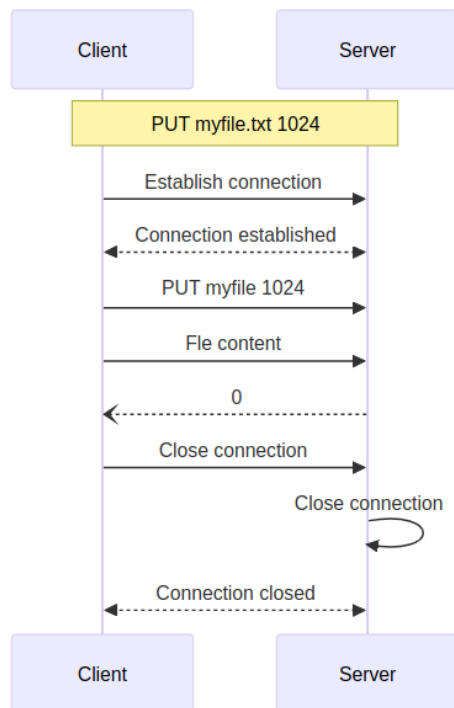 Client
Server
PUT myfile.txt 1024
Establish connection
Connection established
PUT myfile 1024
Fle content
0
Close connection
Close connection
Connection closed
Client
Server